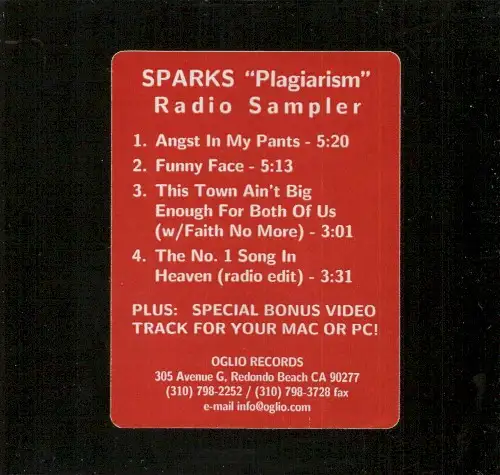 SPARKS “Plagiarism”
Radio Sampler
1. Angst In My Pants - 5:20
2. Funny Face - 5:13
3. This Town Ain't Big
Enough For Both Of Us
(w/Faith No More) - 3:01
4. The No. 1 Song In
Heaven (radio edit) - 3:31
PLUS: SPECIAL BONUS VIDEO
TRACK FOR YOUR MAC OR PC!
OGLIO RECORDS
305 Avenue G, Redondo Beach CA 90277
(310) 798-2252 / (310) 798-3728 fax
e-mail info@oglio.com